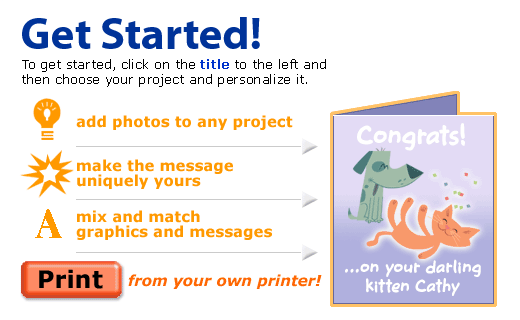 Get Started!
To get started, click on the title to the left and
then choose your project and personalize it.
add photos to any project
make the message
uniquely yours
A mix and match
graphics and messages
Print from your own printer!
Congrats!
...on your darling
kitten Cathy